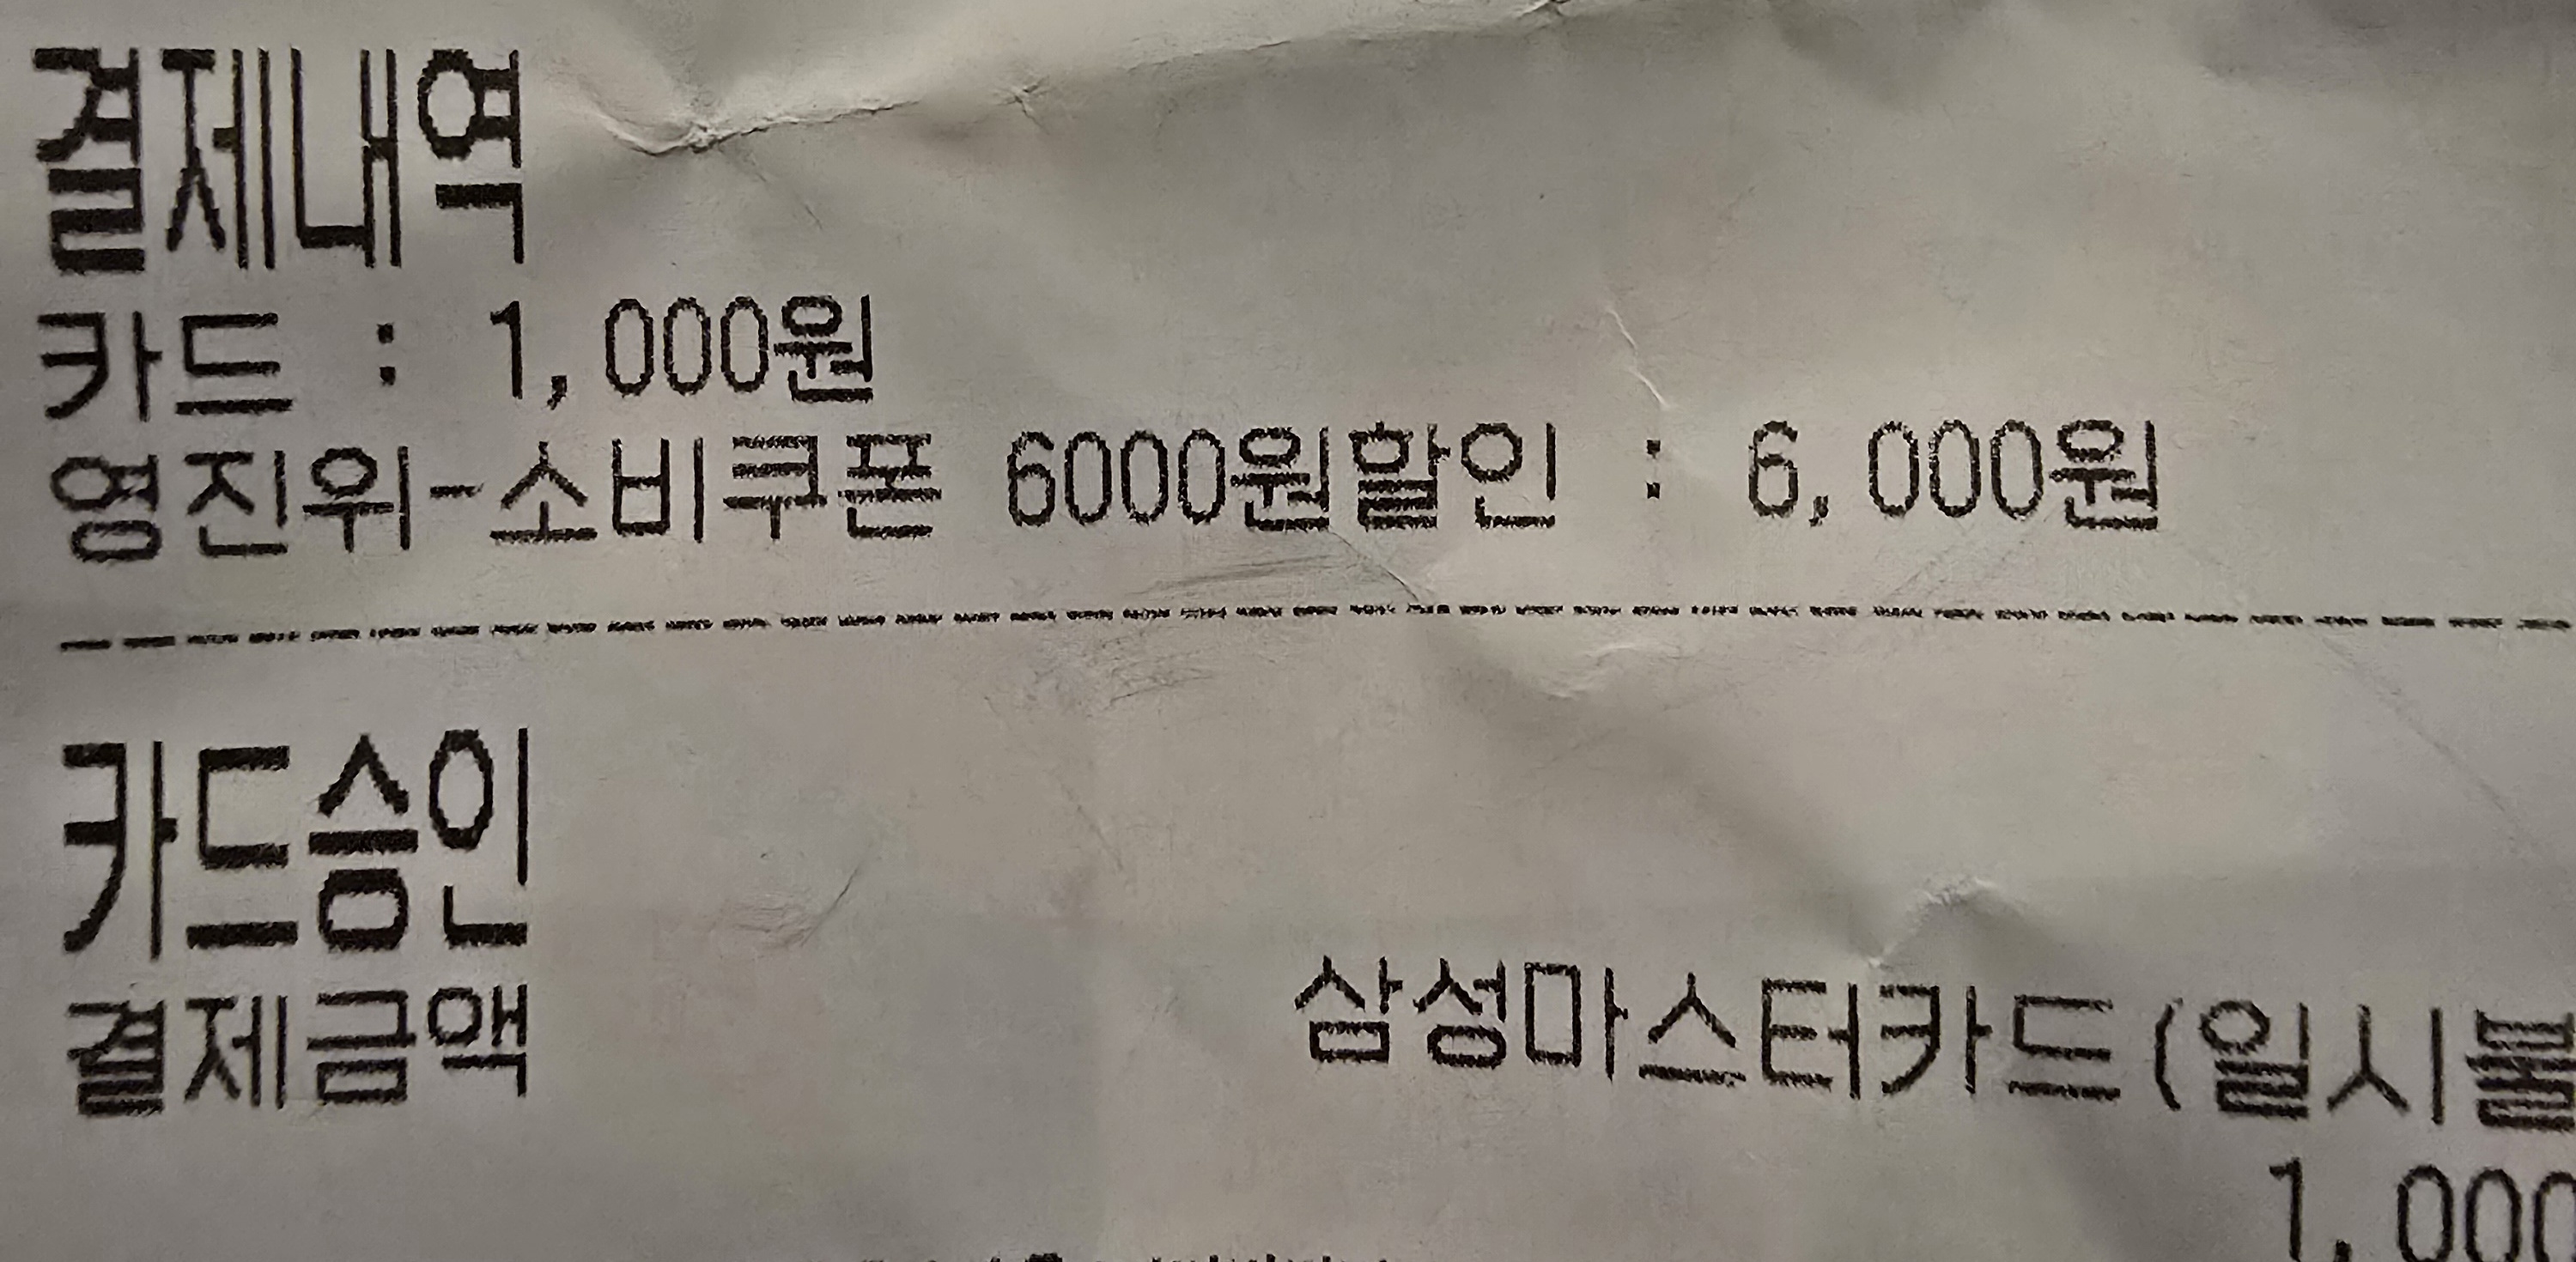 결제내역
카드 : 1,000원
영진위-소비쿠폰 6000원할인 : 6,000원
카드승인
결제금액 삼성마스터카드(일시불
1,000